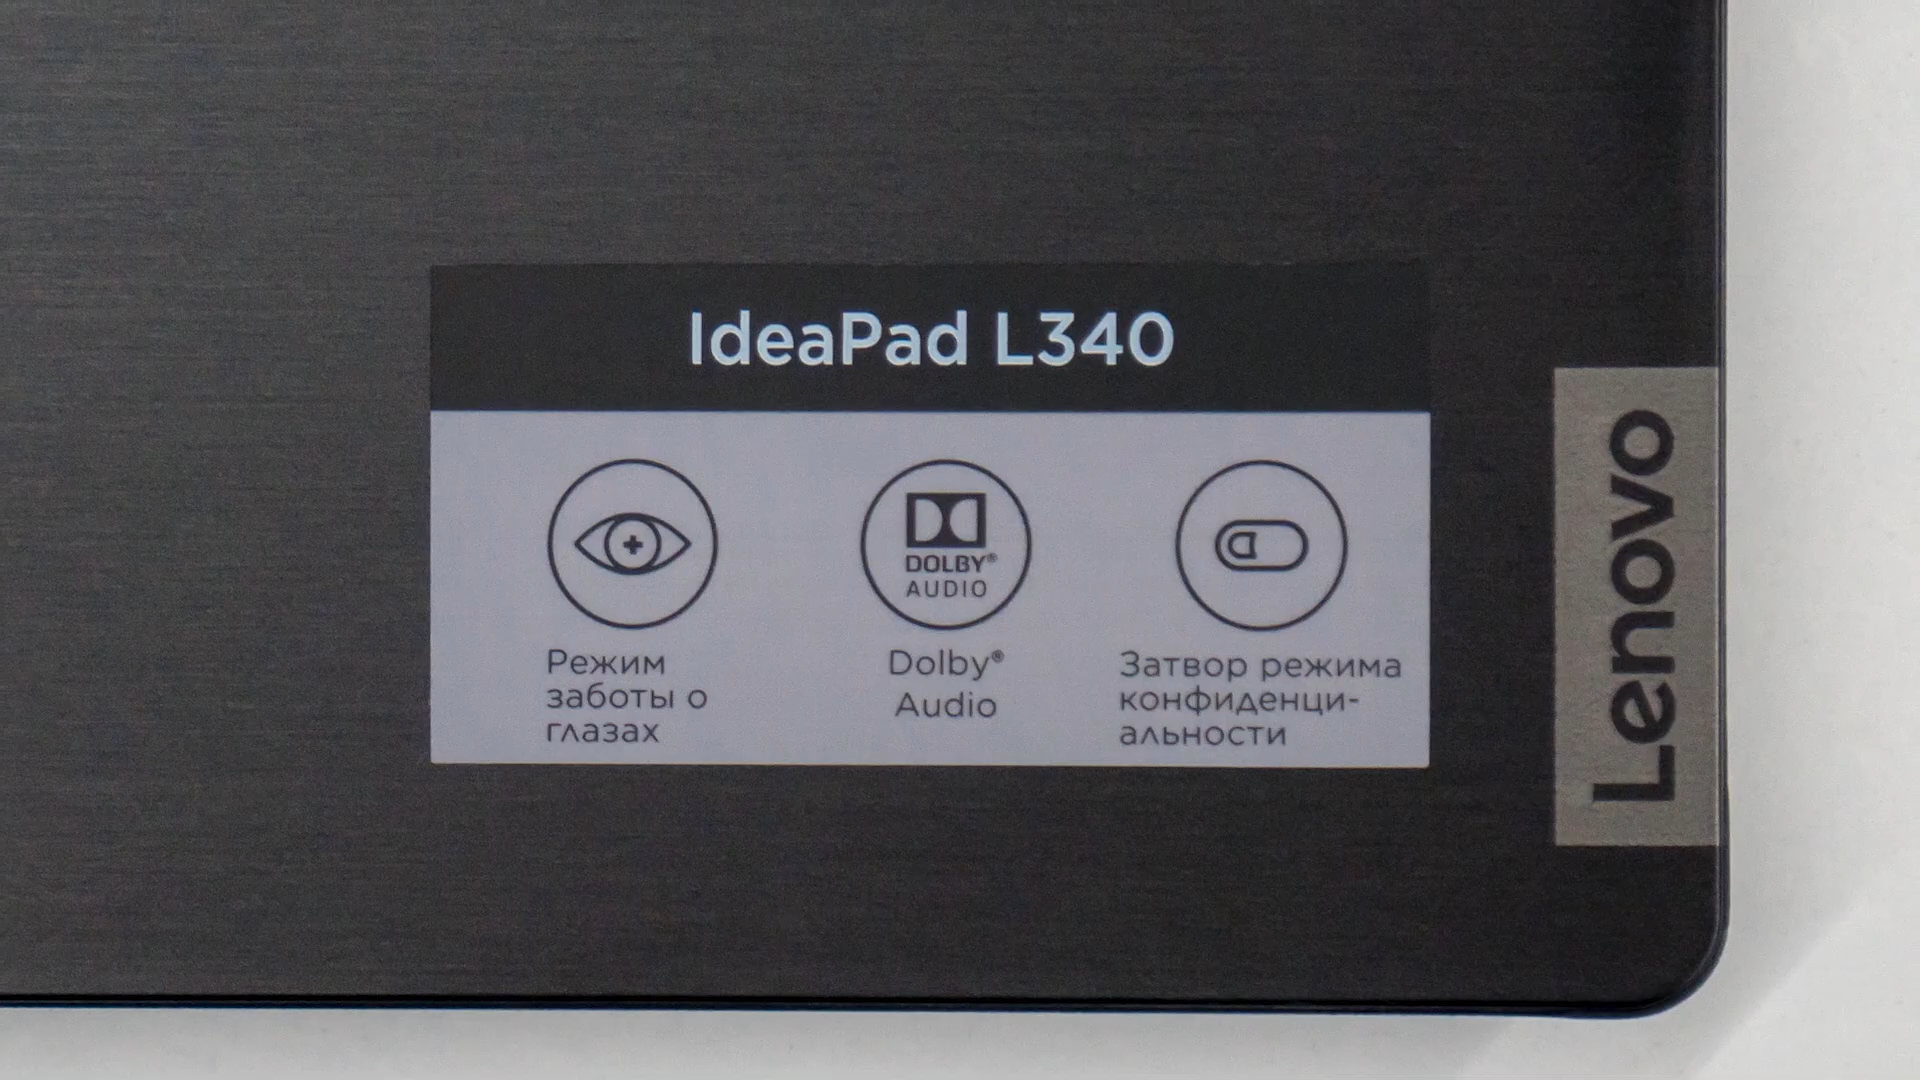 IdeaPad L340
DOLBY®
AUDIO
Режим
заботы о
глазах
Dolby®
Audio
Затвор режима
конфиденци-
альности
Lenovo